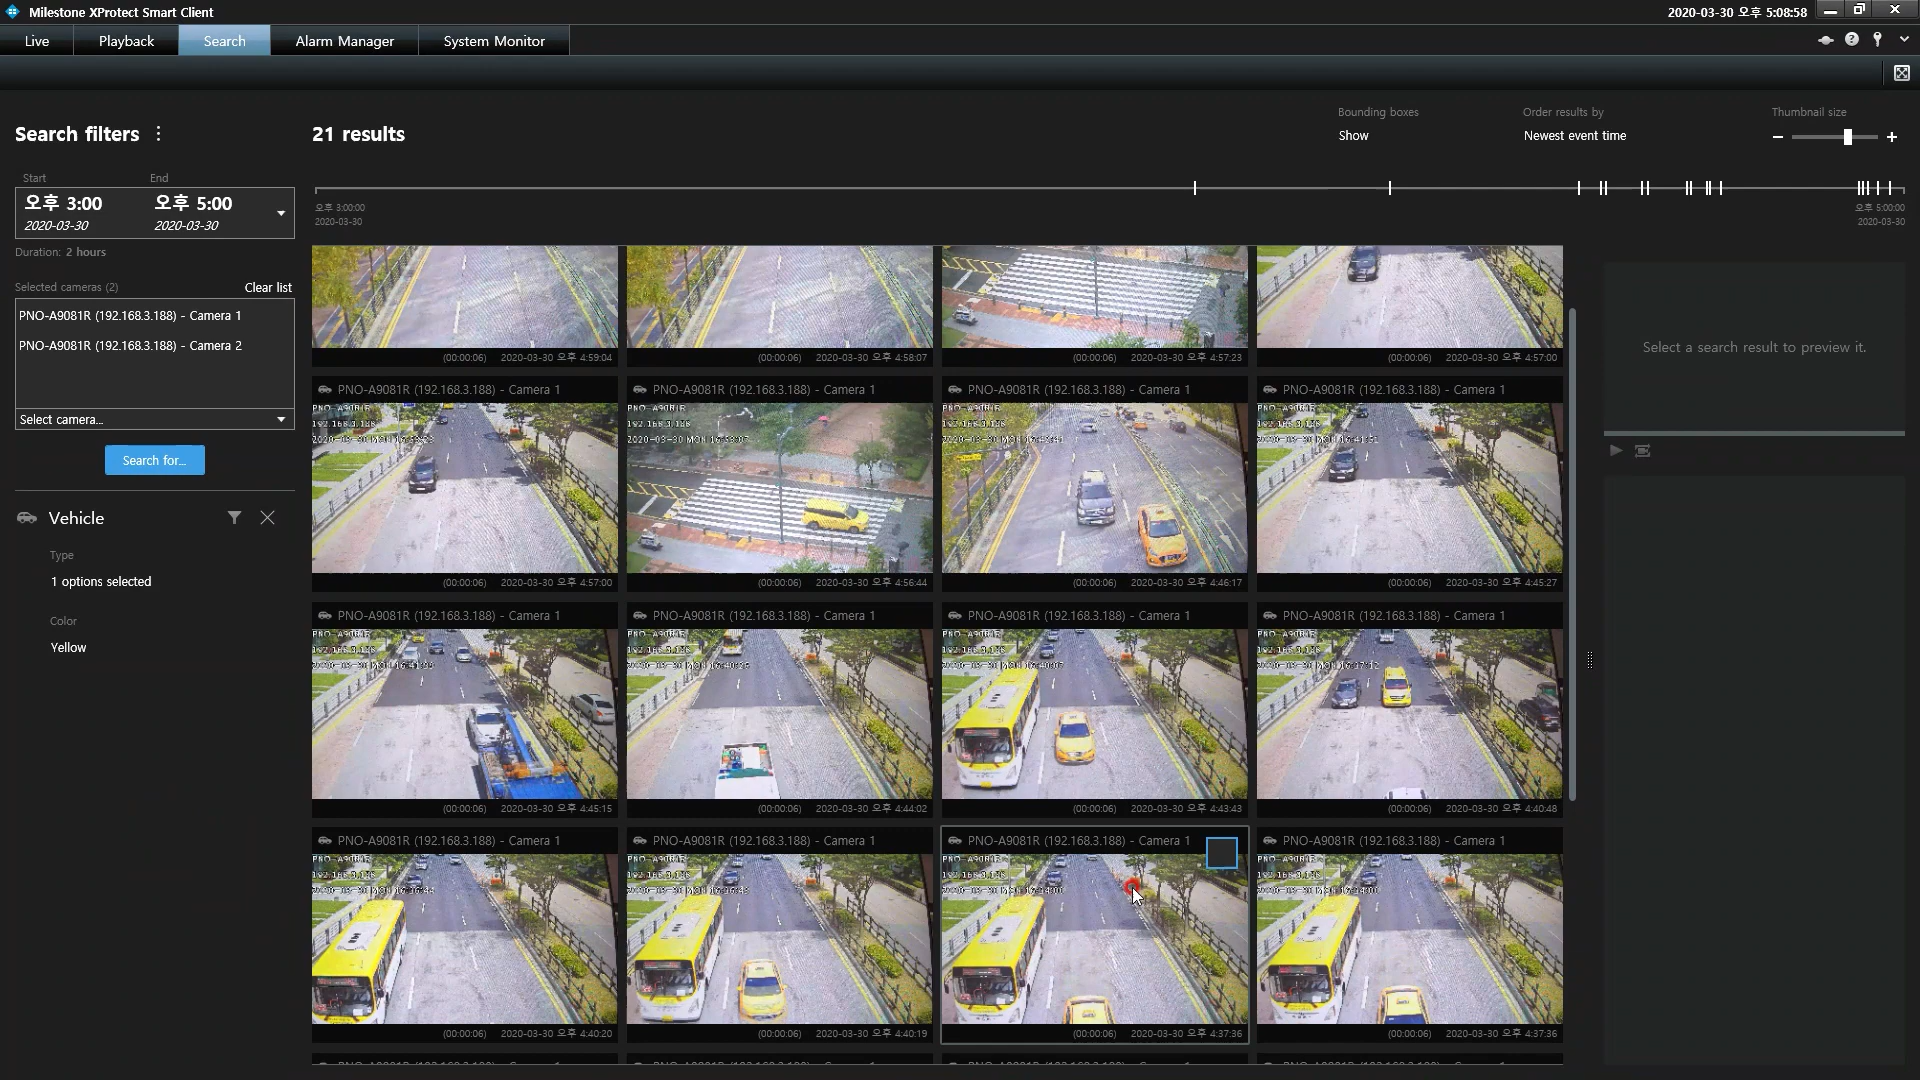 Milestone XProtect Smart Client
2020-03-30 오후 5:08:58
Live
Playback
Search
Alarm Manager
System Monitor
Search filters
21 results
Bounding boxes
Show
Order results by
Newest event time
Thumbnail size
Start
End
오후 3:00
오후 5:00
2020-03-30
2020-03-30
Duration: 2 hours
오후 3:00:00
2020-03-30
오후 5:00:00
2020-03-30
Selected cameras (2)
Clear list
PNO-A9081R (192.168.3.188) - Camera 1
PNO-A9081R (192.168.3.188) - Camera 2
Select camera...
Search for...
Vehicle
Type
1 options selected
Color
Yellow
(00:00:06) 2020-03-30 오후 4:59:04
(00:00:06) 2020-03-30 오후 4:58:07
(00:00:06) 2020-03-30 오후 4:57:23
(00:00:06) 2020-03-30 오후 4:57:00
PNO-A9081R (192.168.3.188) - Camera 1
PNO-A9081R (192.168.3.188) - Camera 1
PNO-A9081R (192.168.3.188) - Camera 1
PNO-A9081R (192.168.3.188) - Camera 1
(00:00:06) 2020-03-30 오후 4:57:00
(00:00:06) 2020-03-30 오후 4:56:44
(00:00:06) 2020-03-30 오후 4:46:17
(00:00:06) 2020-03-30 오후 4:45:27
PNO-A9081R (192.168.3.188) - Camera 1
PNO-A9081R (192.168.3.188) - Camera 1
PNO-A9081R (192.168.3.188) - Camera 1
PNO-A9081R (192.168.3.188) - Camera 1
(00:00:06) 2020-03-30 오후 4:45:15
(00:00:06) 2020-03-30 오후 4:44:02
(00:00:06) 2020-03-30 오후 4:43:43
(00:00:06) 2020-03-30 오후 4:40:48
PNO-A9081R (192.168.3.188) - Camera 1
PNO-A9081R (192.168.3.188) - Camera 1
PNO-A9081R (192.168.3.188) - Camera 1
PNO-A9081R (192.168.3.188) - Camera 1
(00:00:06) 2020-03-30 오후 4:40:20
(00:00:06) 2020-03-30 오후 4:40:19
(00:00:06) 2020-03-30 오후 4:37:36
(00:00:06) 2020-03-30 오후 4:37:36
Select a search result to preview it.